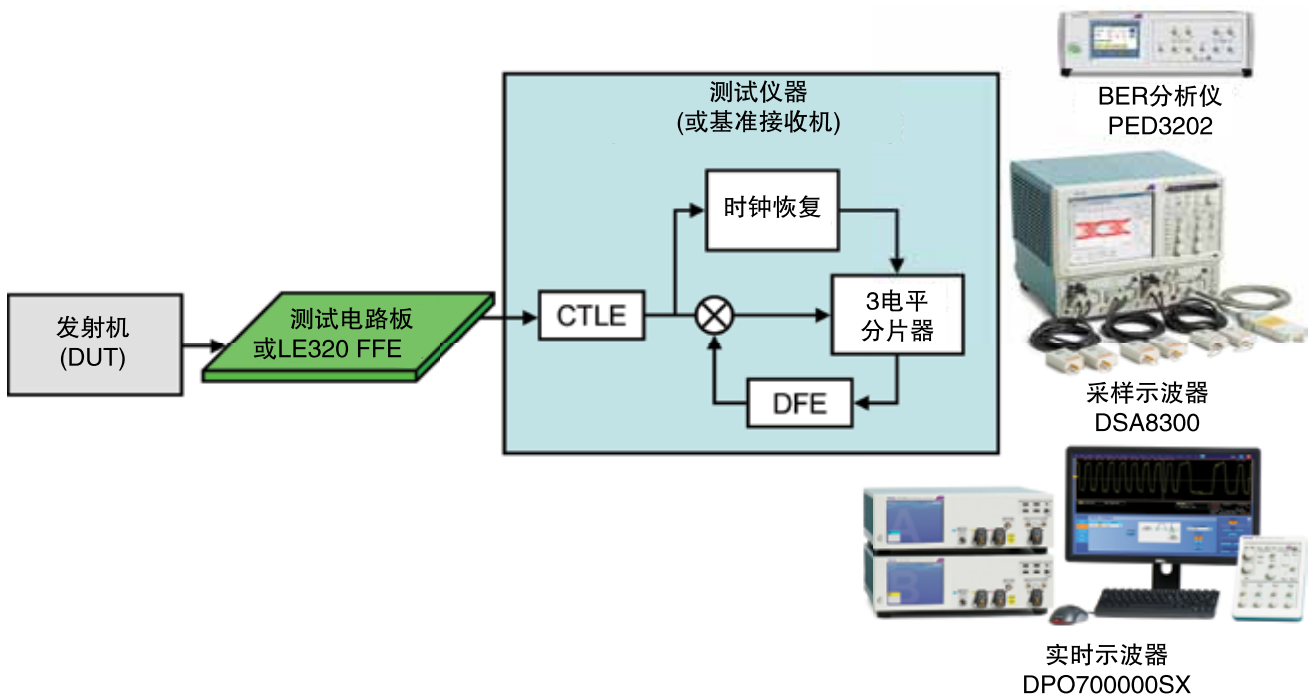 发射机
(DUT)
测试电路板
或LE320 FFE
测试仪器
(或基准接收机)
时钟恢复
CTLE
3电平
分片器
DFE
BER分析仪
PED3202
采样示波器
DSA8300
A
B
实时示波器
DPO700000SX